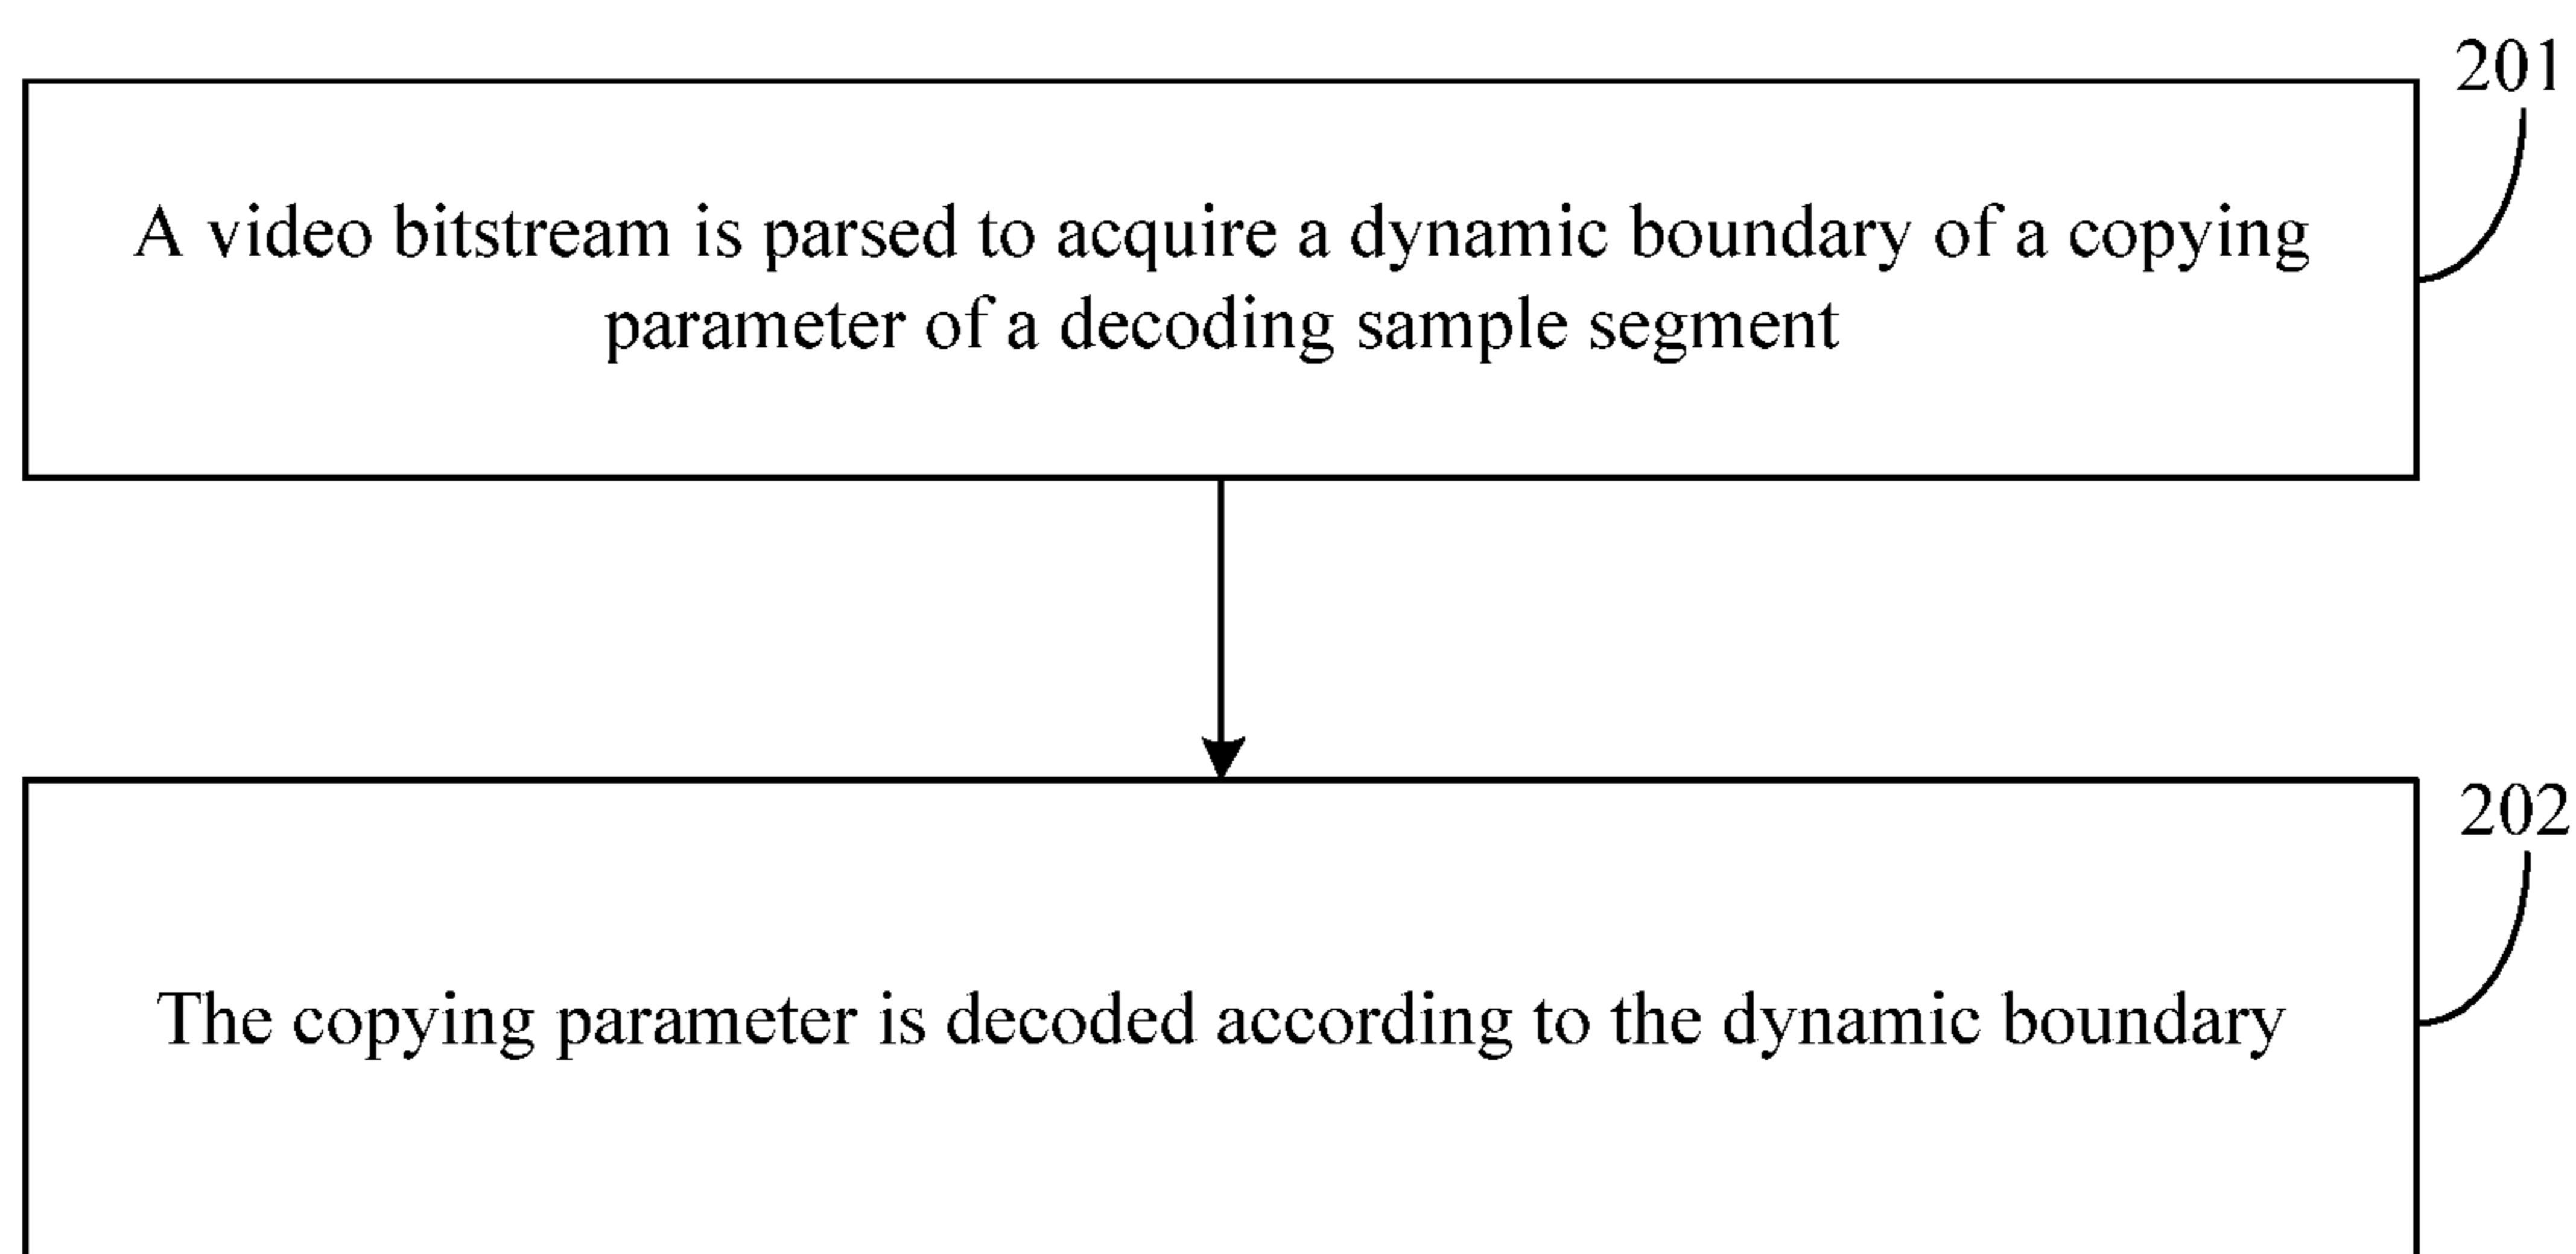 201
A video bitstream is parsed to acquire a dynamic boundary of a copying
parameter of a decoding sample segment
202
The copying parameter is decoded according to the dynamic boundary